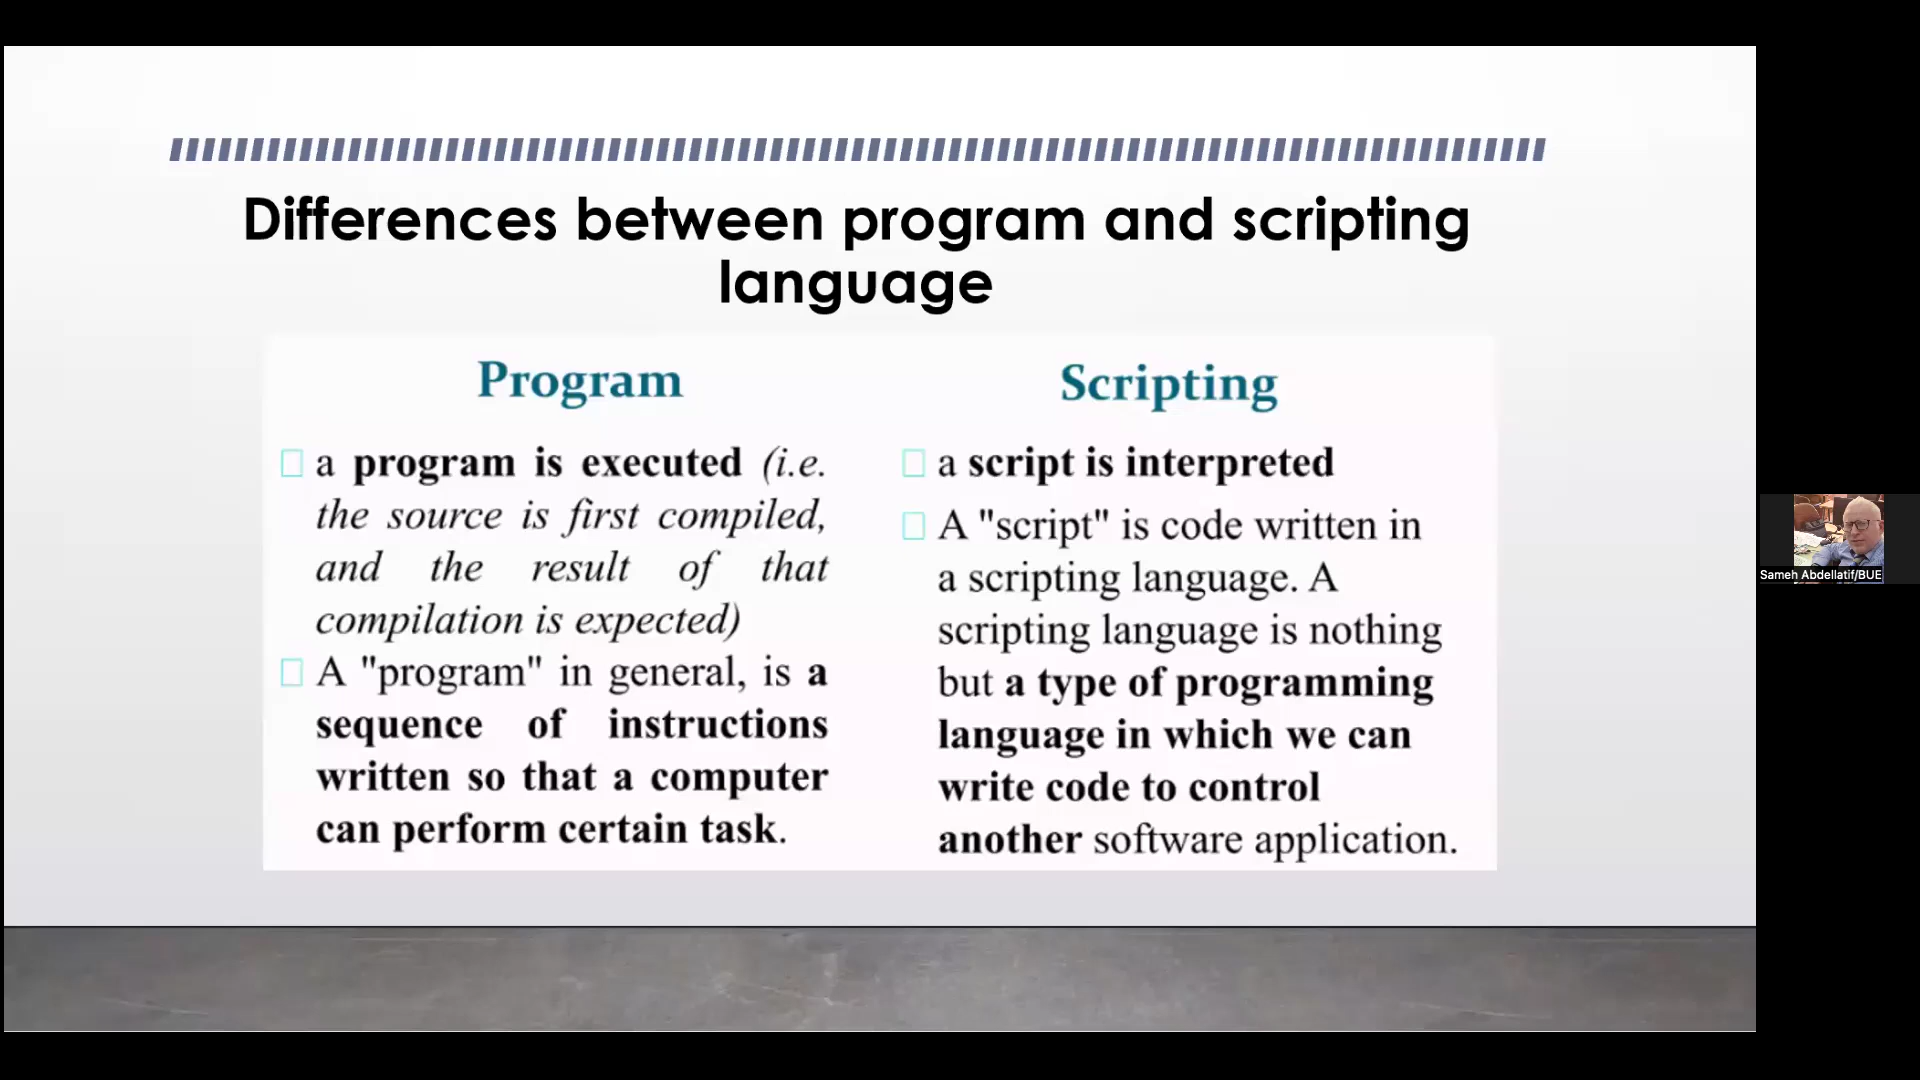 Differences between program and scripting
language
Program
a program is executed (i.e.
the source is first compiled,
and the result of that
compilation is expected)
A "program" in general, is a
sequence of instructions
written so that a computer
can perform certain task.
Scripting
a script is interpreted
A "script" is code written in
a scripting language. A
scripting language is nothing
but a type of programming
language in which we can
write code to control
another software application.
Sameh Abdellatif/BUE